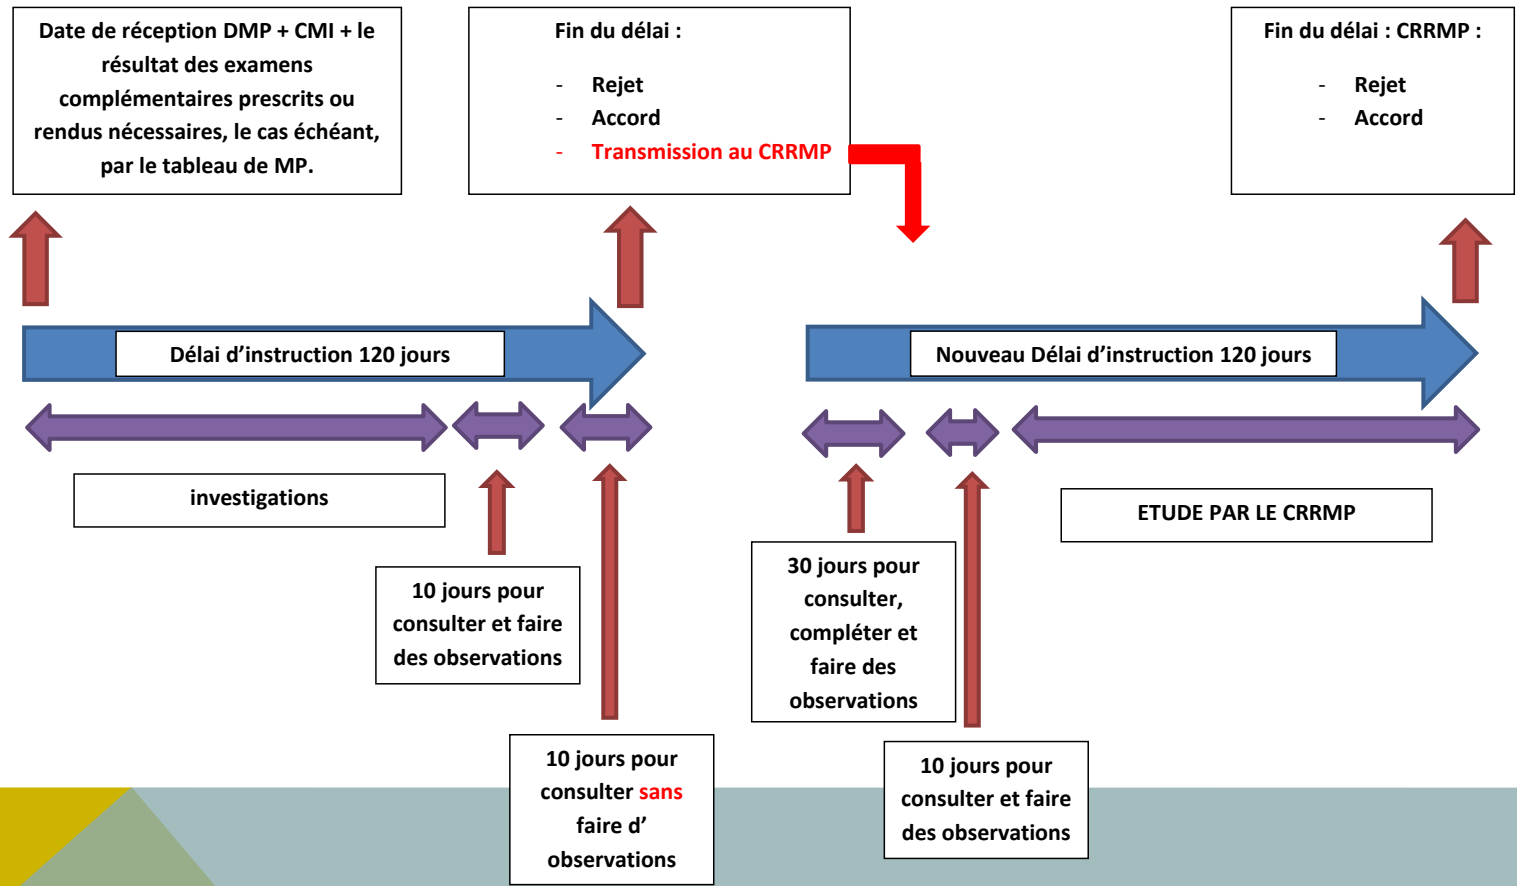 Date de réception DMP + CMI + le
résultat des examens
complémentaires prescrits ou
rendus nécessaires, le cas échéant,
par le tableau de MP.
Fin du délai :
- Rejet
- Accord
- Transmission au CRRMP
Fin du délai : CRRMP :
- Rejet
- Accord
Délai d’instruction 120 jours
Nouveau Délai d’instruction 120 jours
investigations
ETUDE PAR LE CRRMP
10 jours pour
consulter et faire
des observations
30 jours pour
consulter,
compléter et
faire des
observations
10 jours pour
consulter sans
faire d’
observations
10 jours pour
consulter et faire
des observations